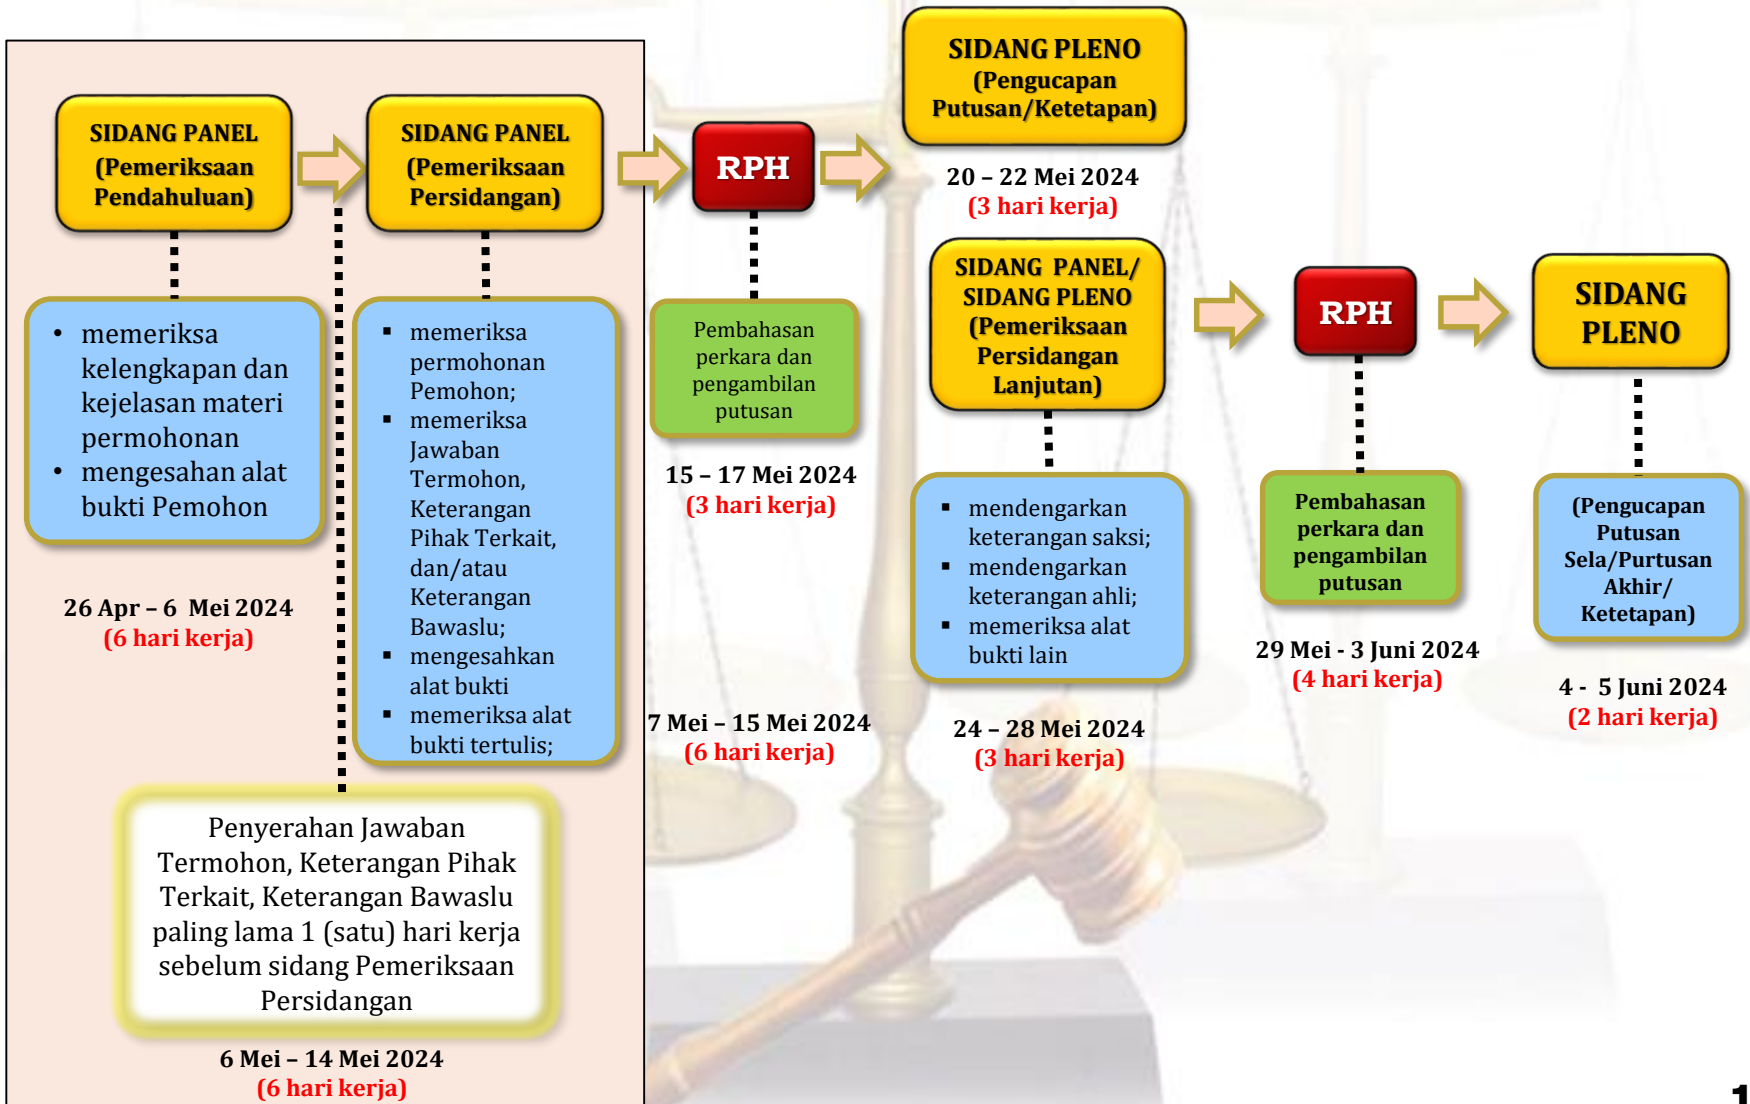 SIDANG PANEL
(Pemeriksaan
Pendahuluan)
• memeriksa
kelengkapan dan
kejelasan materi
permohonan
• mengesahan alat
bukti Pemohon
26 Apr – 6 Mei 2024
(6 hari kerja)
SIDANG PANEL
(Pemeriksaan
Persidangan)
▪ memeriksa
permohonan
Pemohon;
▪ memeriksa
Jawaban
Termohon,
Keterangan
Pihak Terkait,
dan/atau
Keterangan
Bawaslu;
▪ mengesahkan
alat bukti
▪ memeriksa alat
bukti tertulis;
7 Mei – 15 Mei 2024
(6 hari kerja)
Penyerahan Jawaban
Termohon, Keterangan Pihak
Terkait, Keterangan Bawaslu
paling lama 1 (satu) hari kerja
sebelum sidang Pemeriksaan
Persidangan
6 Mei – 14 Mei 2024
(6 hari kerja)
RPH
Pembahasan
perkara dan
pengambilan
putusan
15 – 17 Mei 2024
(3 hari kerja)
SIDANG PLENO
(Pengucapan
Putusan/Ketetapan)
20 – 22 Mei 2024
(3 hari kerja)
SIDANG PANEL/
SIDANG PLENO
(Pemeriksaan
Persidangan
Lanjutan)
▪ mendengarkan
keterangan saksi;
▪ mendengarkan
keterangan ahli;
▪ memeriksa alat
bukti lain
24 – 28 Mei 2024
(3 hari kerja)
RPH
Pembahasan
perkara dan
pengambilan
putusan
29 Mei - 3 Juni 2024
(4 hari kerja)
SIDANG
PLENO
(Pengucapan
Putusan
Sela/Purtusan
Akhir/
Ketetapan)
4 - 5 Juni 2024
(2 hari kerja)
1